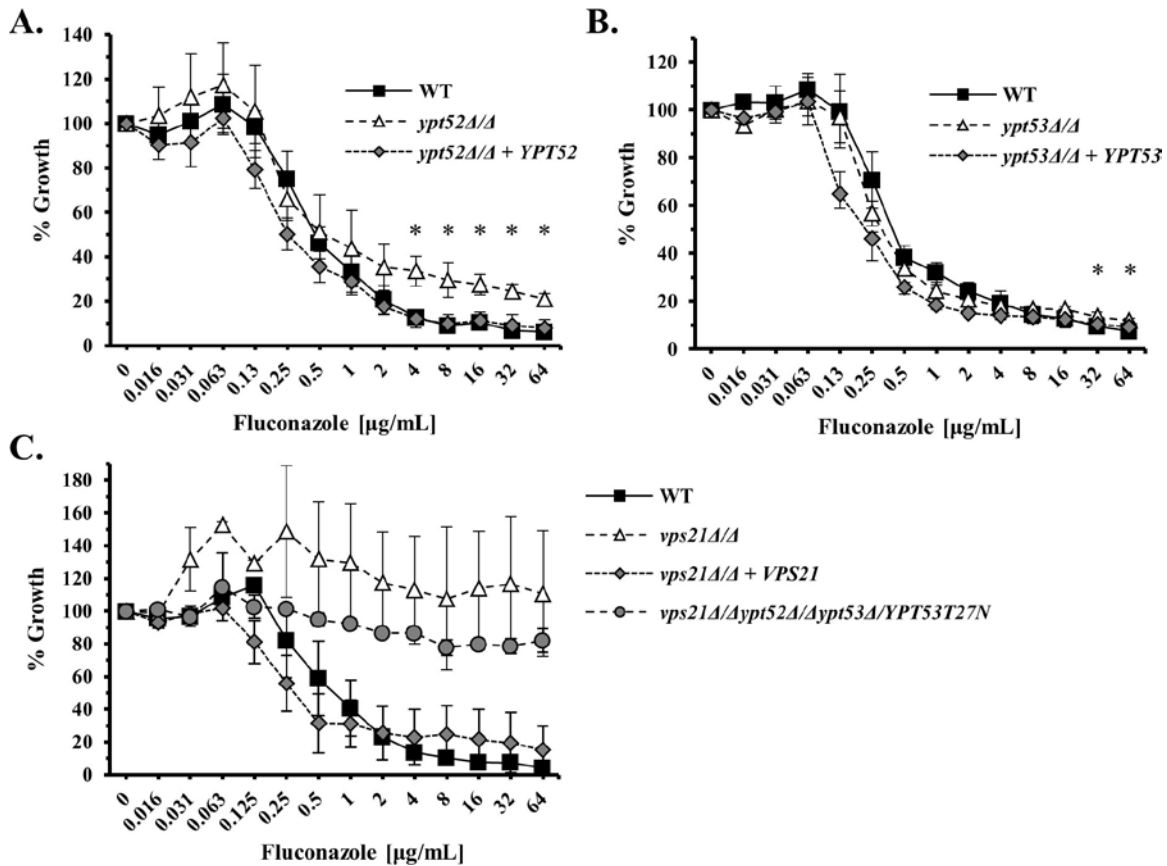 A.
140
120
100
80
60
40
20
0
% Growth
WT
ypt52Δ/Δ
ypt52Δ/Δ + YPT52
* * * * *
0 0.016 0.031 0.063 0.13 0.25 0.5 1 2 4 8 16 32 64
Fluconazole [µg/mL]
B.
120
100
80
60
40
20
0
% Growth
WT
ypt53Δ/Δ
ypt53Δ/Δ + YPT53
* *
0 0.016 0.031 0.063 0.13 0.25 0.5 1 2 4 8 16 32 64
Fluconazole [µg/mL]
C.
180
160
140
120
100
80
60
40
20
0
% Growth
WT
vps21Δ/Δ
vps21Δ/Δ + VPS21
vps21Δ/Δypt52Δ/Δypt53Δ/YPT53T27N
0 0.016 0.031 0.063 0.125 0.25 0.5 1 2 4 8 16 32 64
Fluconazole [µg/mL]